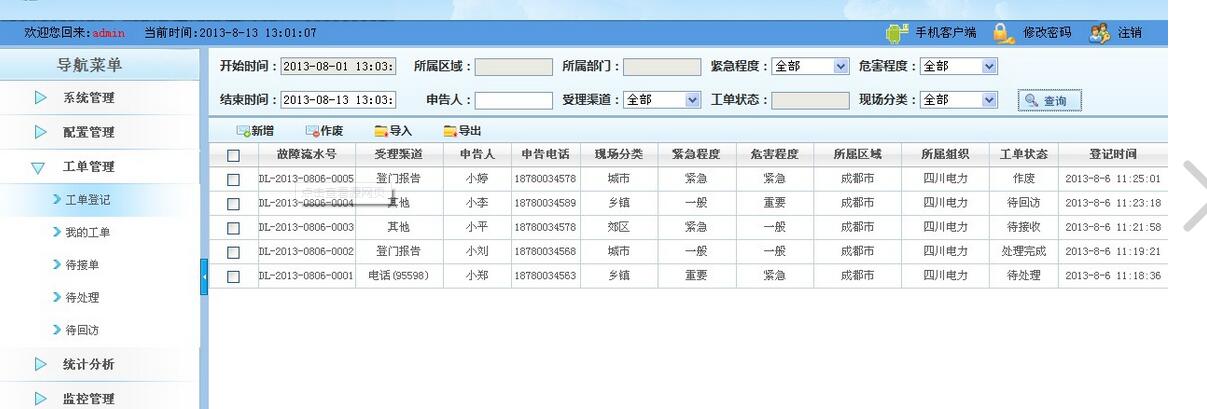 欢迎您回来:admin 当前时间:2013-8-13 13:01:07 手机客户端 修改密码 注销
导航菜单
系统管理
配置管理
工单管理
工单登记
我的工单
待接单
待处理
待回访
统计分析
监控管理
开始时间: 2013-08-01 13:03: 所属区域: 所属部门: 紧急程度: 全部 危害程度: 全部
结束时间: 2013-08-13 13:03: 申告人: 受理渠道: 全部 工单状态: 现场分类: 全部 查询
新增 作废 导入 导出
故障流水号 受理渠道 申告人 申告电话 现场分类 紧急程度 危害程度 所属区域 所属组织 工单状态 登记时间
DL-2013-0806-0005 登门报告 小婷 18780034578 城市 紧急 紧急 成都市 四川电力 作废 2013-8-6 11:25:01
DL-2013-0806-0004 其他 小李 18780034589 乡镇 一般 重要 成都市 四川电力 待回访 2013-8-6 11:23:18
DL-2013-0806-0003 其他 小平 18780034578 郊区 紧急 一般 成都市 四川电力 待接收 2013-8-6 11:21:58
DL-2013-0806-0002 登门报告 小刘 18780034568 城市 一般 一般 成都市 四川电力 处理完成 2013-8-6 11:19:21
DL-2013-0806-0001 电话(95598) 小郑 18780034563 乡镇 重要 紧急 成都市 四川电力 待处理 2013-8-6 11:18:36